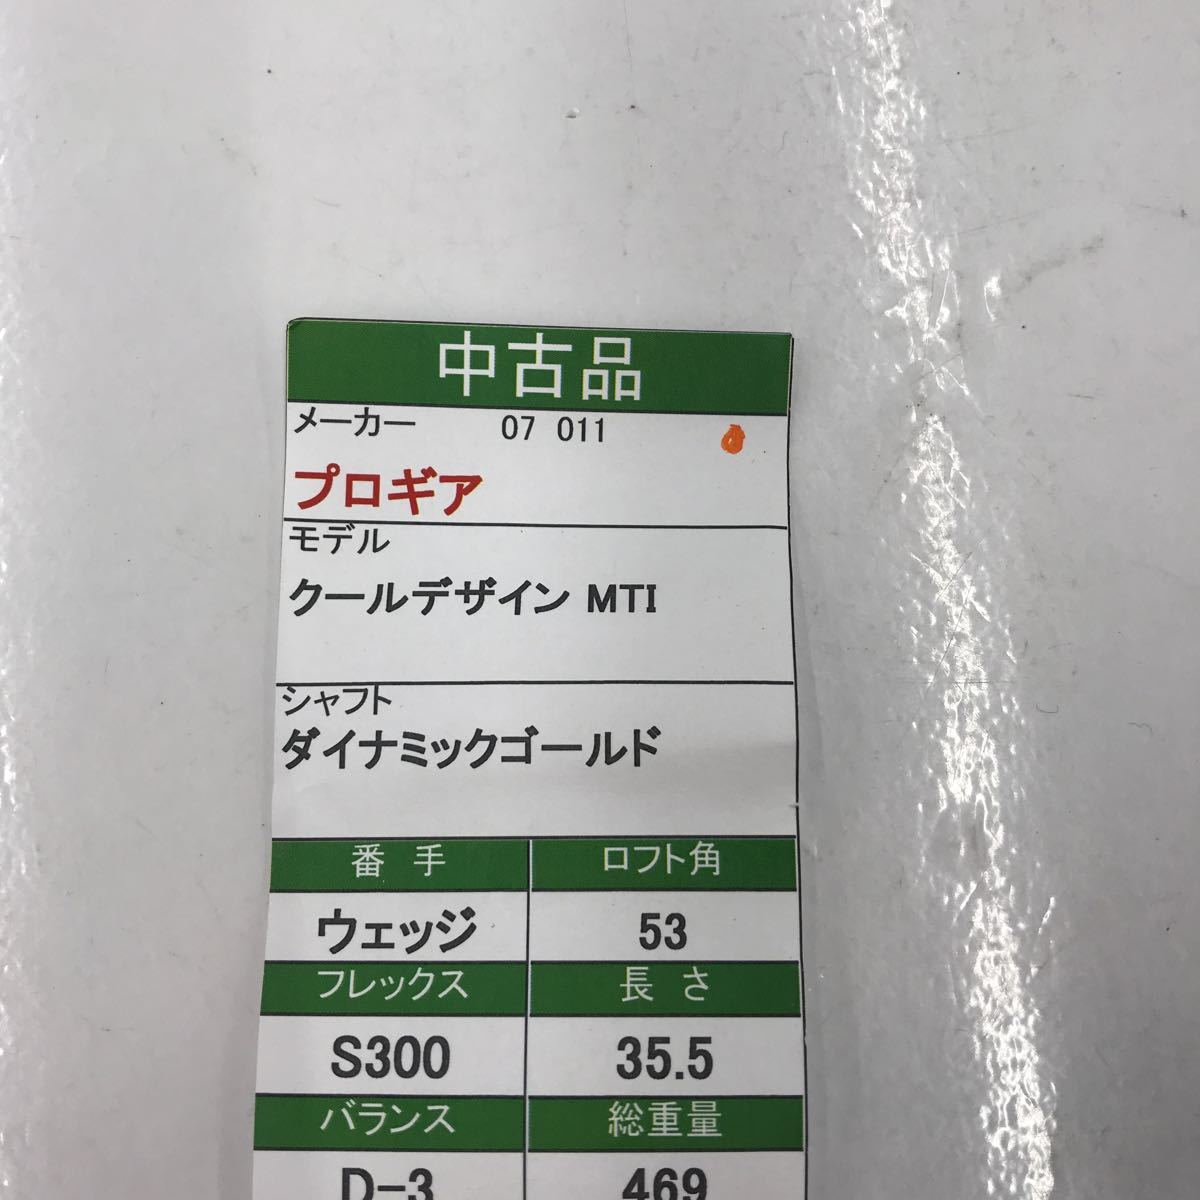 中古品
メーカー 07 011
プロギア
モデル
クールデザイン MTI
シャフト
ダイナミックゴールド
番 手 ロフト角
ウェッジ 53
フレックス 長 さ
S300 35.5
バランス 総重量
D-3 469